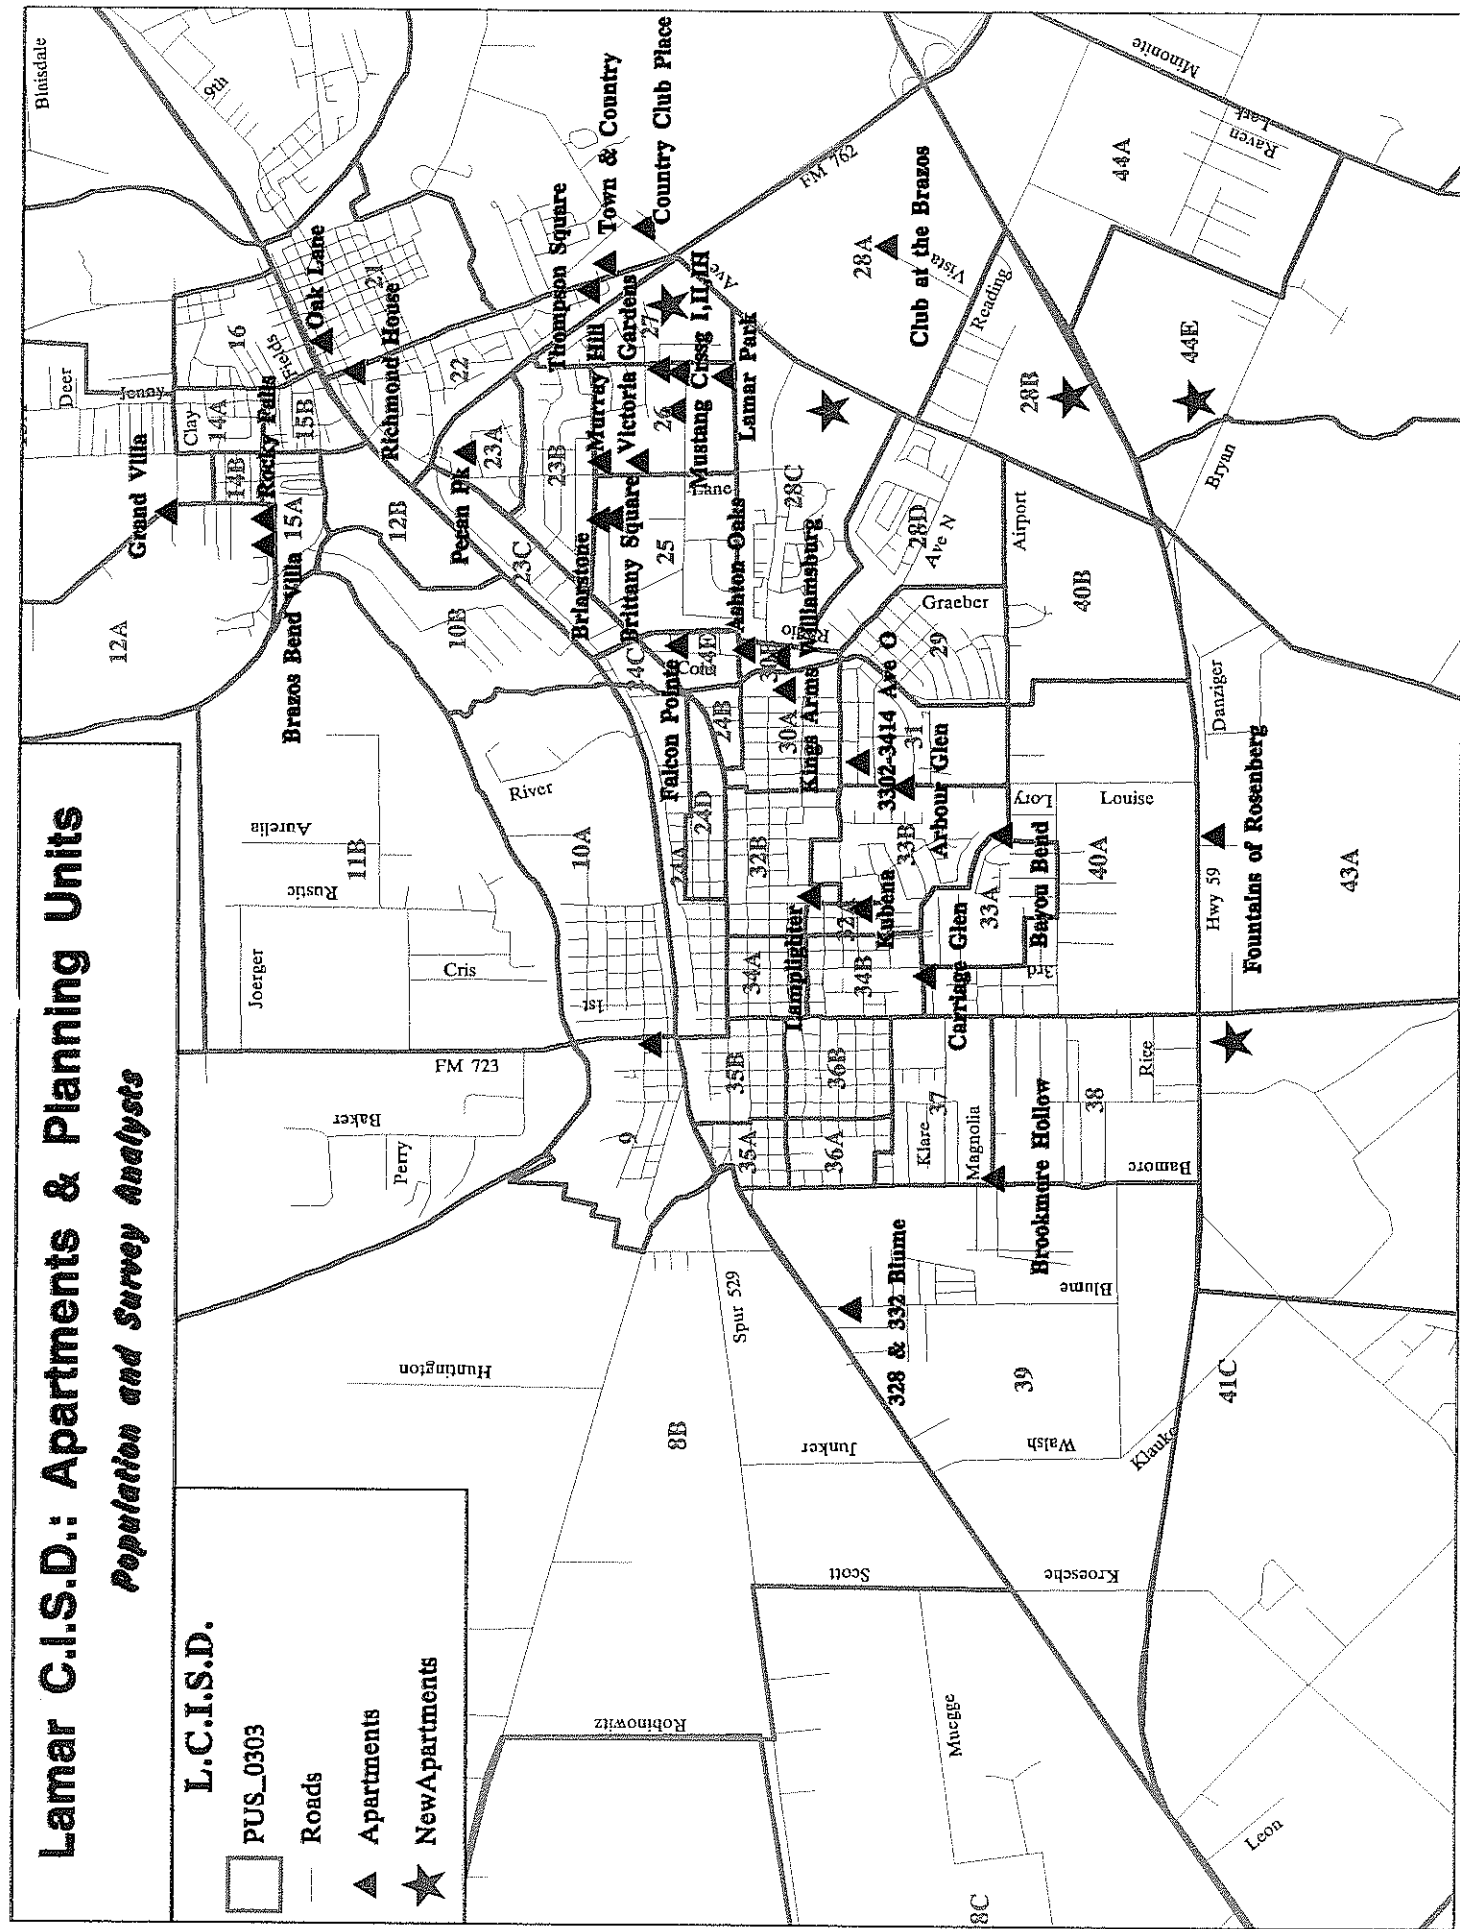 Lamar C.I.S.D.: Apartments & Planning Units
Population and Survey Analysts
L.C.I.S.D.
PUS_0303
Roads
Apartments
NewApartments
Blaisdale
9th
Deer
Grand Villa
Clay
14A
16
Fields
Oak Lane
21
14B
Rocky Falls
15B
15A
12A
Brazos Bend Villa
12B
Richmond House
22
10B
Pecan Pk
23A
23B
23C
Thompson Square
Town & Country
Country Club Place
Murray Hill
Victoria Gardens
27
26
Mustang Crssg I,II,III
Lamar Park
Brianstone
Brittany Square
25
Lane
Ashton Oaks
28C
Williamsburg
FM 762
Ave
28A
Vista
Club at the Brazos
Reading
28B
28D
Ave N
Airport
Minonite
Lark
Raven
44A
44E
Bryan
Aurelia
11B
Rustic
Joerger
Cris
River
10A
1st
24C
24E
Falcon Pointe
24B
24D
24A
30A
Kings Arms
3302-3414 Ave O
31
29
Graeber
40B
Arbour Glen
32B
33B
Lamplighter
Kubena
34A
34B
33A
Carriage Glen
Lory
Louise
Bayou Bend
40A
3rd
Danziger
Hwy 59
Fountains of Rosenberg
43A
FM 723
Baker
Perry
9
35B
35A
36B
36A
37
Klare
Magnolia
38
Rice
Bamore
Brookmore Hollow
Huntington
8B
Spur 529
328 & 332 Blume
Blume
39
Junker
Walsh
Klauke
41C
Scott
Kroesche
Robinowitz
Muegge
8C
Leon